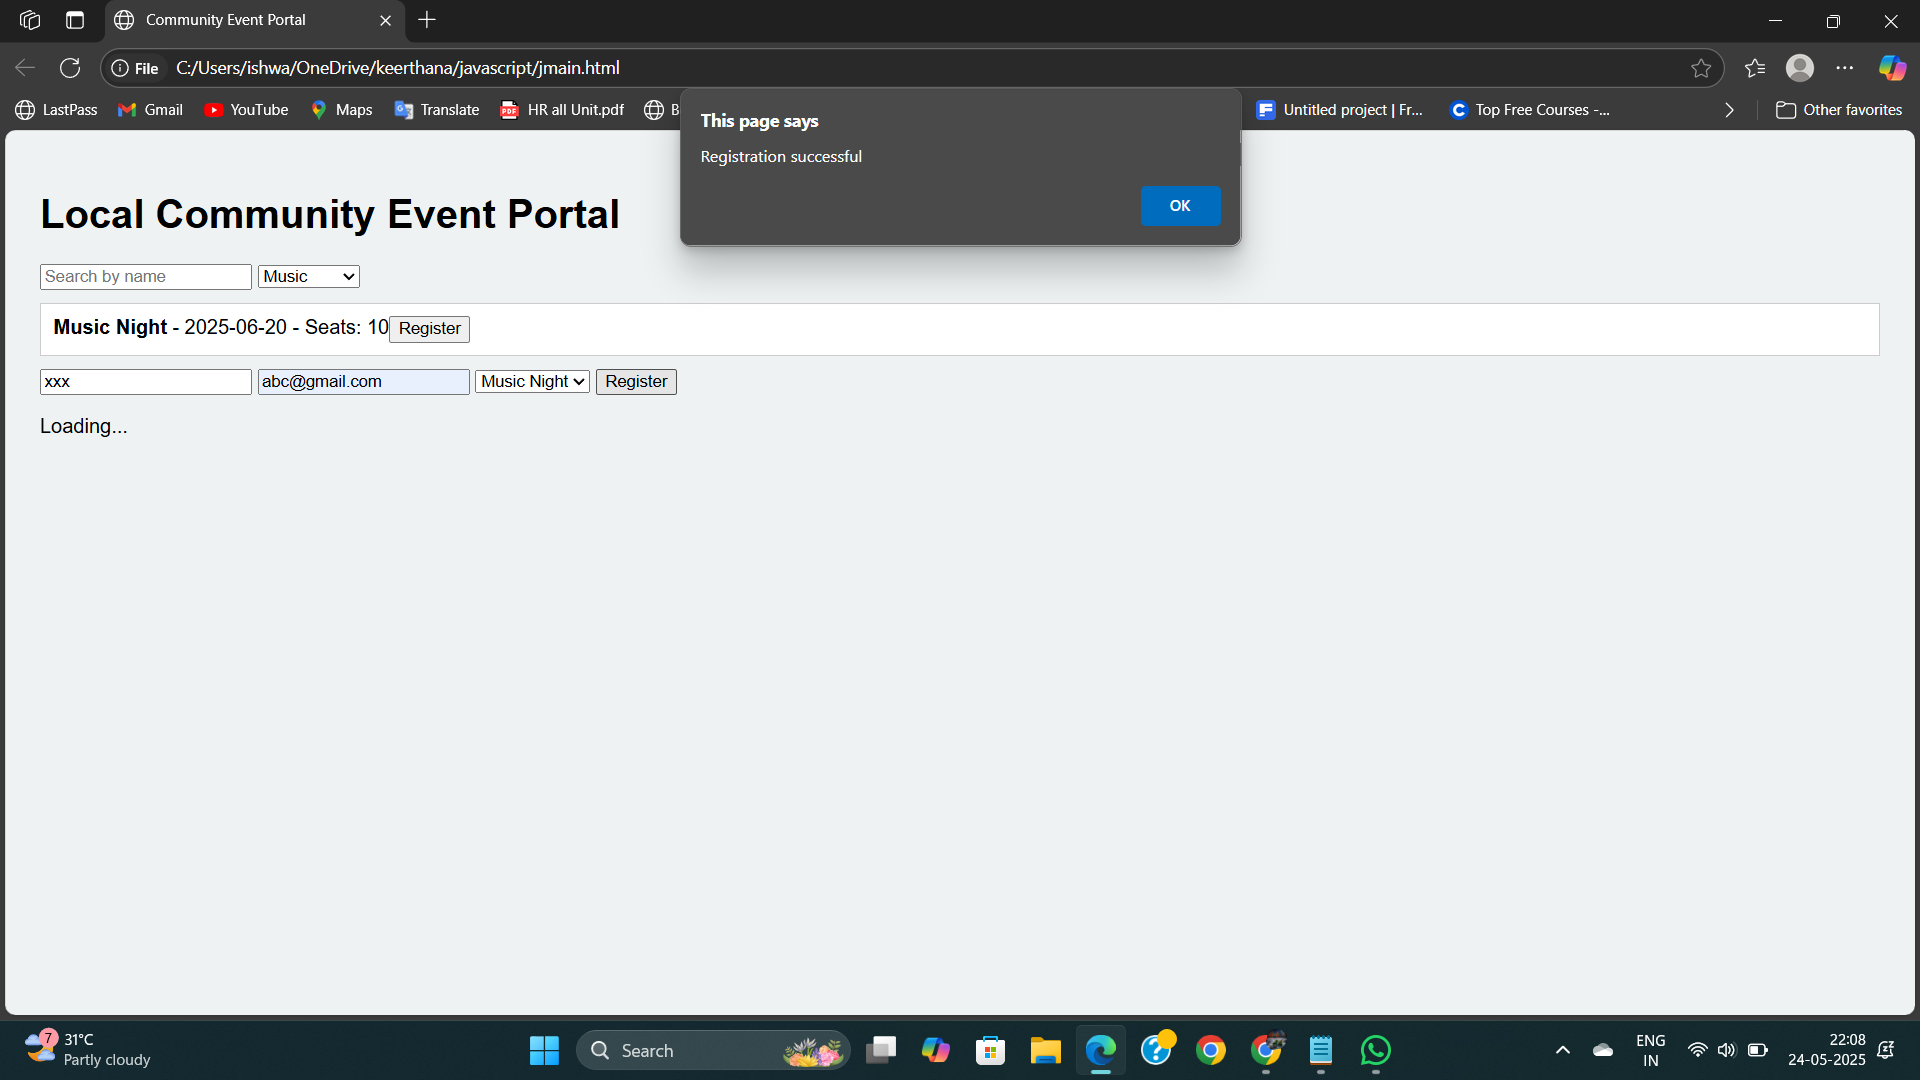 Community Event Portal
File C:/Users/ishwa/OneDrive/keerthana/javascript/jmain.html
LastPass Gmail YouTube Maps Translate HR all Unit.pdf B Untitled project | Fr... Top Free Courses -... Other favorites
This page says
Registration successful
OK
Local Community Event Portal
Search by name Music
Music Night - 2025-06-20 - Seats: 10 Register
xxx abc@gmail.com Music Night Register
Loading...
7 31°C
Partly cloudy
Search
ENG
IN
22:08
24-05-2025